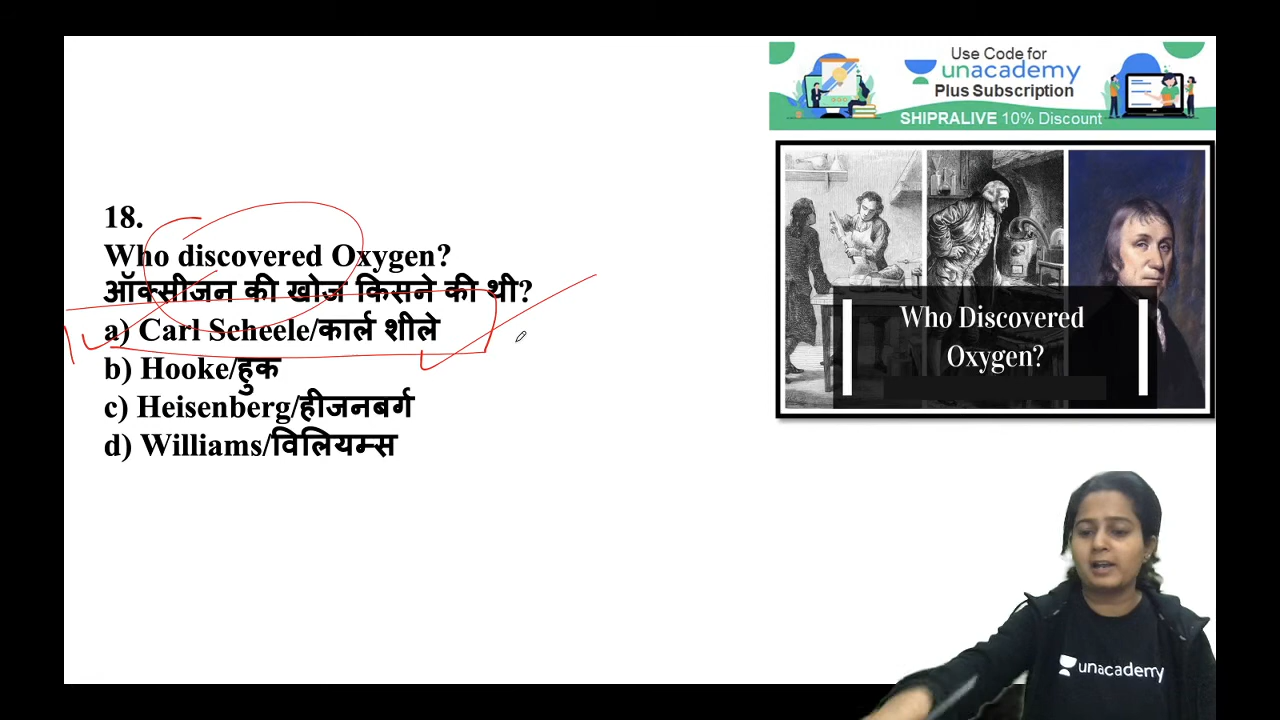 18.
Who discovered Oxygen?
ऑक्सीजन की खोज किसने की थी?
a) Carl Scheele/कार्ल शीले
b) Hooke/हुक
c) Heisenberg/हीजनबर्ग
d) Williams/विलियम्स
Use Code for
unacademy
Plus Subscription
SHIPRALIVE 10% Discount
Who Discovered
Oxygen?
unacademy